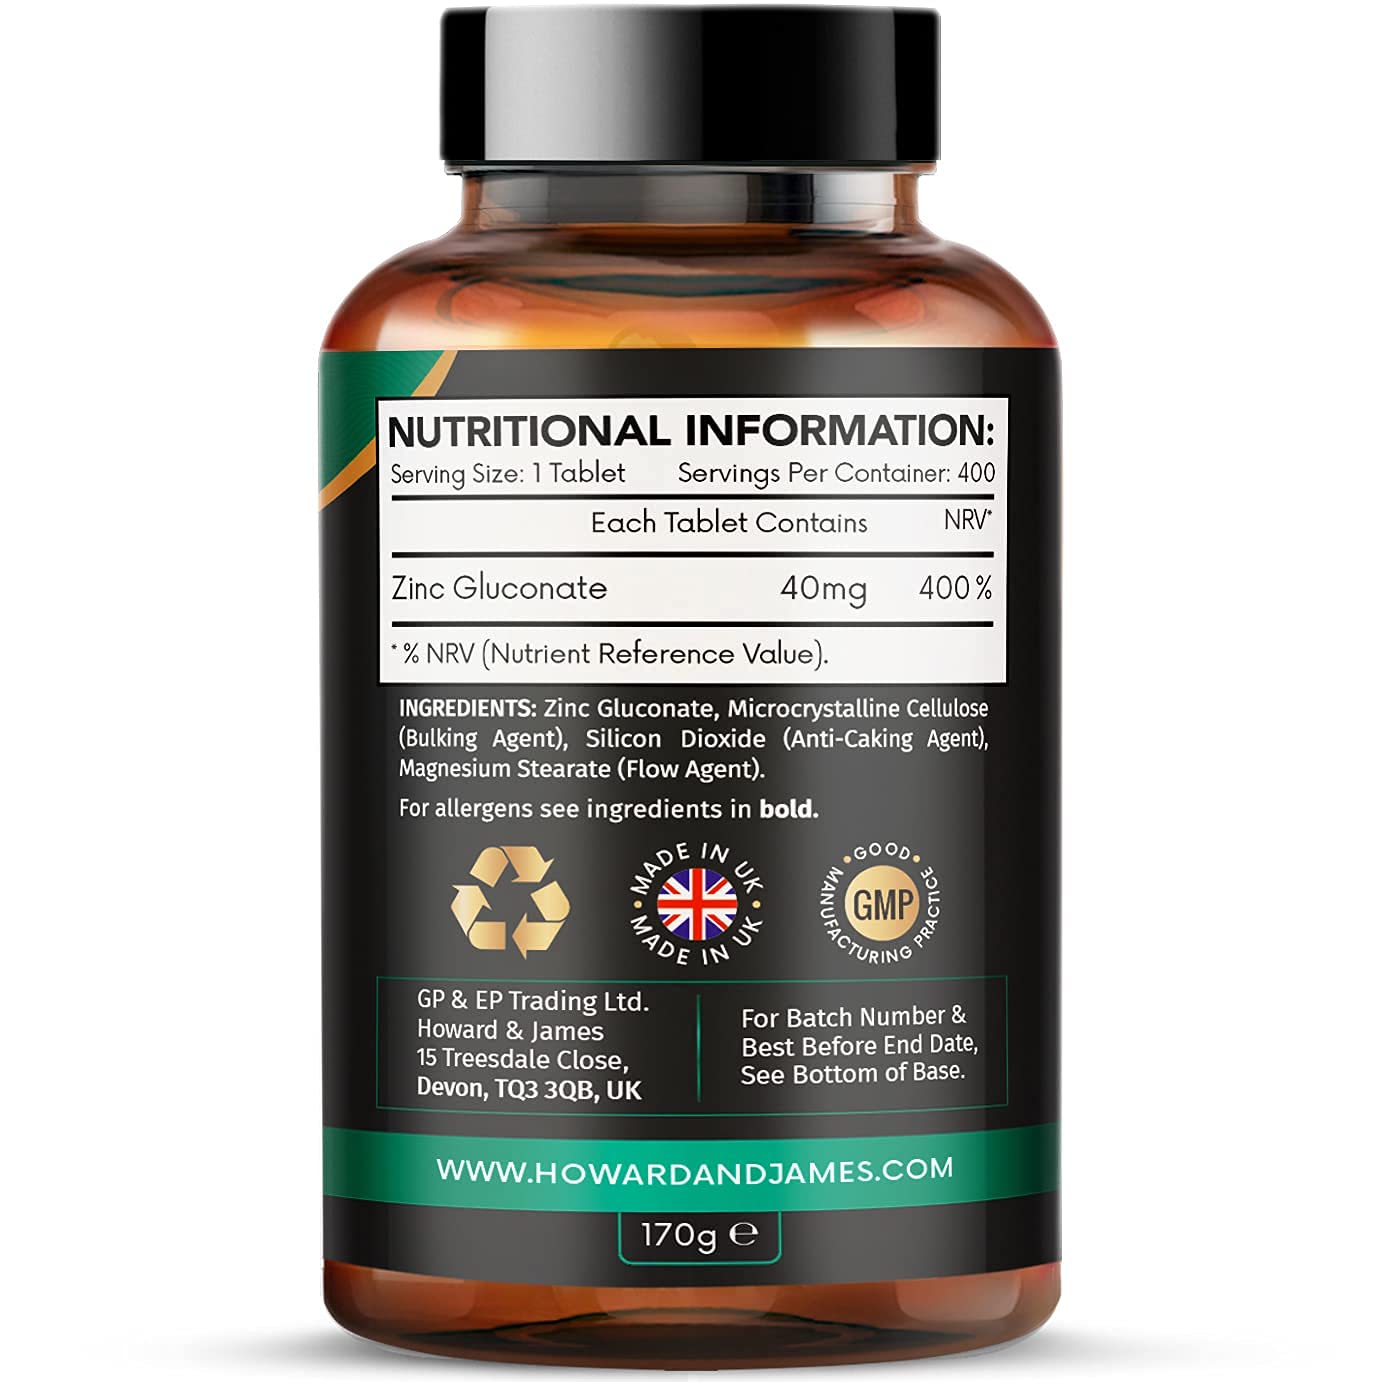 NUTRITIONAL INFORMATION:
Serving Size: 1 Tablet Servings Per Container: 400
Each Tablet Contains NRV*
Zinc Gluconate 40mg 400%
* % NRV (Nutrient Reference Value).
INGREDIENTS: Zinc Gluconate, Microcrystalline Cellulose
(Bulking Agent), Silicon Dioxide (Anti-Caking Agent),
Magnesium Stearate (Flow Agent).
For allergens see ingredients in bold.
• MADE IN UK •
MADE IN UK
• GOOD •
MANUFACTURING PRACTICE
GMP
GP & EP Trading Ltd.
Howard & James
15 Treesdale Close,
Devon, TQ3 3QB, UK
For Batch Number &
Best Before End Date,
See Bottom of Base.
WWW.HOWARDANDJAMES.COM
170g ℮